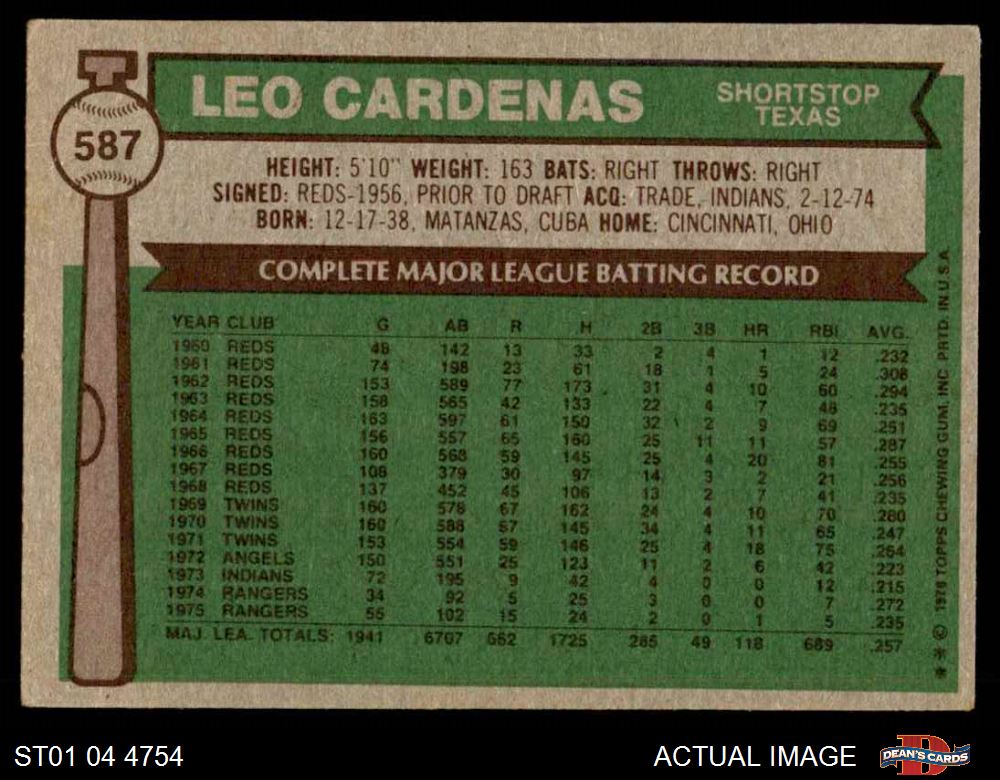 587
LEO CARDENAS
SHORTSTOP
TEXAS
HEIGHT: 5'10" WEIGHT: 163 BATS: RIGHT THROWS: RIGHT
SIGNED: REDS-1956, PRIOR TO DRAFT ACQ: TRADE, INDIANS, 2-12-74
BORN: 12-17-38, MATANZAS, CUBA HOME: CINCINNATI, OHIO
COMPLETE MAJOR LEAGUE BATTING RECORD
YEAR CLUB G AB R H 2B 3B HR RBI AVG.
1960 REDS 48 142 13 33 2 4 1 12 .232
1961 REDS 74 198 23 61 18 1 5 24 .308
1962 REDS 153 589 77 173 31 4 10 60 .294
1963 REDS 158 565 42 133 22 4 7 48 .235
1964 REDS 163 597 61 150 32 2 9 69 .251
1965 REDS 156 557 65 160 25 11 11 57 .287
1966 REDS 160 568 59 145 25 4 20 81 .255
1967 REDS 108 379 30 97 14 3 2 21 .256
1968 REDS 137 452 45 106 13 2 7 41 .235
1969 TWINS 160 578 67 162 24 4 10 70 .280
1970 TWINS 160 588 67 145 34 4 11 65 .247
1971 TWINS 153 554 59 146 25 4 18 75 .264
1972 ANGELS 150 551 25 123 11 2 6 42 .223
1973 INDIANS 72 195 9 42 4 0 0 12 .215
1974 RANGERS 34 92 5 25 3 0 0 7 .272
1975 RANGERS 55 102 15 24 2 0 1 5 .235
MAJ. LEA. TOTALS: 1941 6707 662 1725 285 49 118 689 .257
* * © 1976 TOPPS CHEWING GUM, INC. PRTD. IN U.S.A.
ST01 04 4754
ACTUAL IMAGE
DEAN'S CARDS